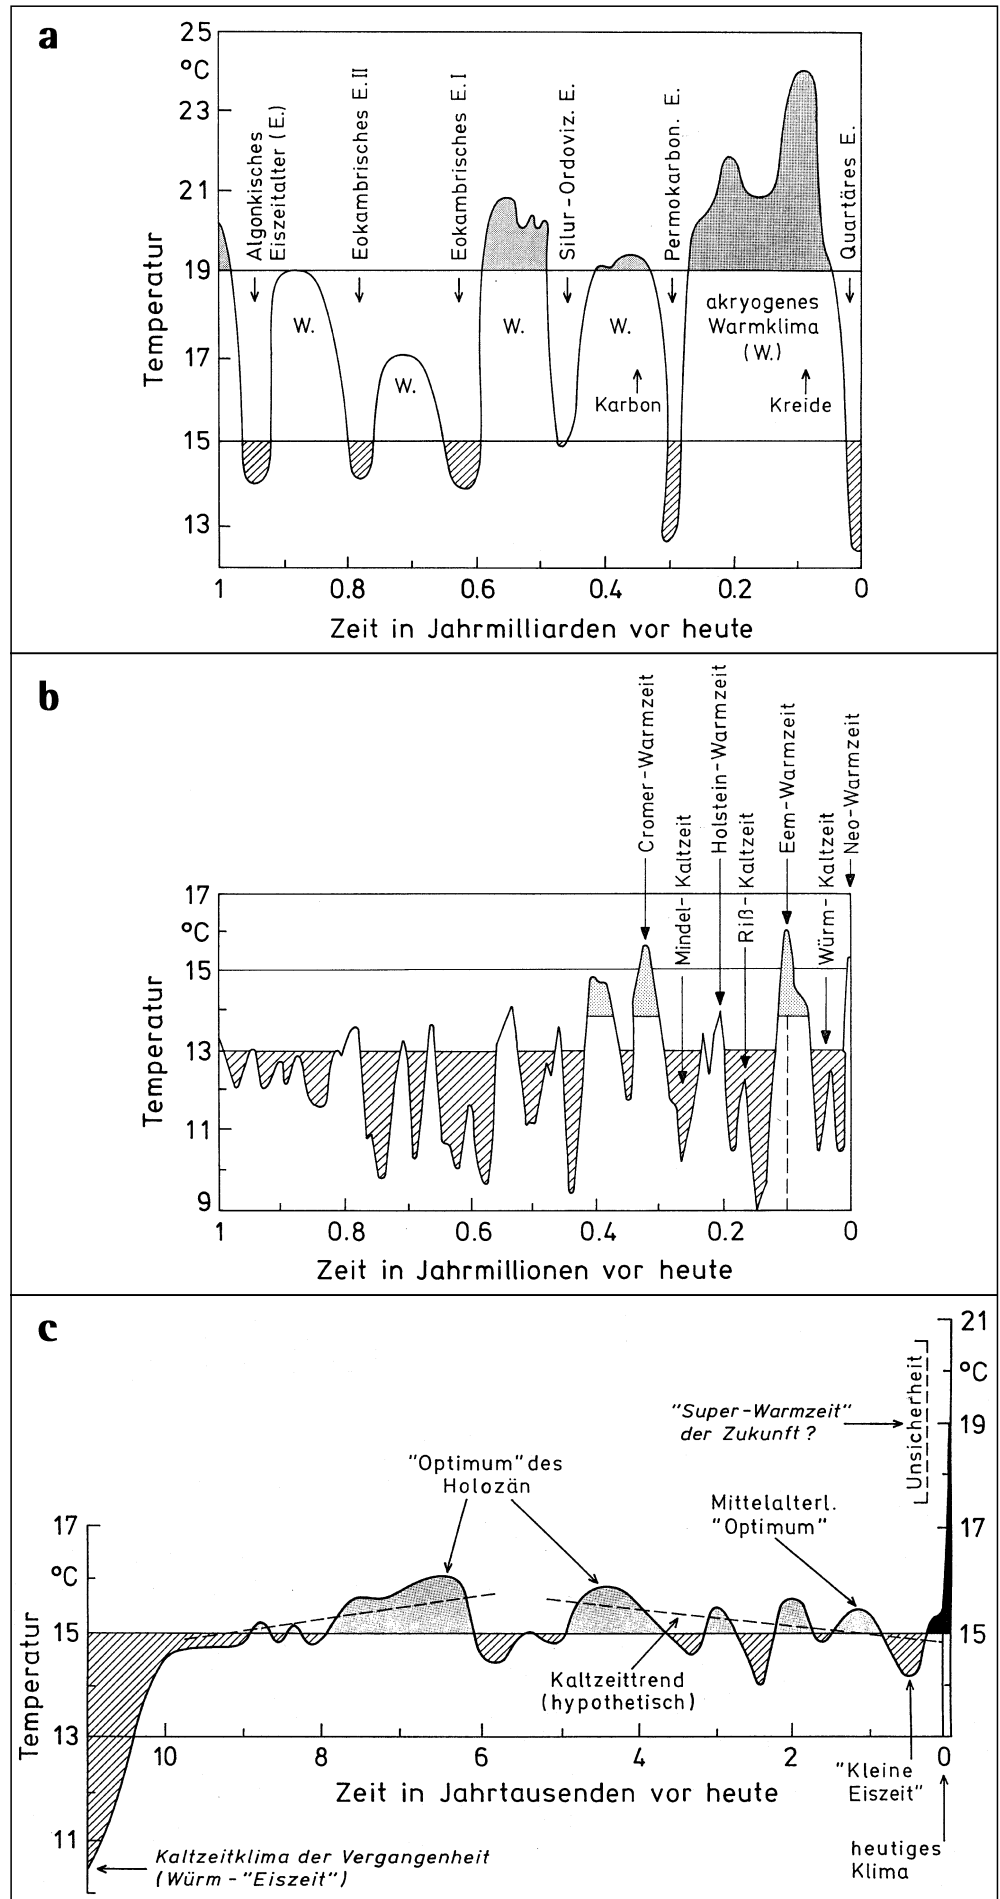 a
25
°C
23
21
19
17
15
13
Temperatur
Algonkisches
Eiszeitalter (E.)
Eokambrisches E. II
Eokambrisches E. I
Silur-Ordoviz. E.
Permokarbon. E.
Quartäres E.
W.
W.
W.
W.
akryogenes
Warmklima
(W.)
Karbon
Kreide
1
0.8
0.6
0.4
0.2
0
Zeit in Jahrmilliarden vor heute
b
Cromer-Warmzeit
Mindel-Kaltzeit
Holstein-Warmzeit
Riß-Kaltzeit
Eem-Warmzeit
Würm-Kaltzeit
Neo-Warmzeit
17
°C
15
13
11
9
Temperatur
1
0.8
0.6
0.4
0.2
0
Zeit in Jahrmillionen vor heute
c
21
°C
19
17
15
Unsicherheit
"Super-Warmzeit"
der Zukunft?
"Optimum" des
Holozän
Mittelalterl.
"Optimum"
17
°C
15
13
11
Temperatur
Kaltzeittrend
(hypothetisch)
10
8
6
4
2
0
Zeit in Jahrtausenden vor heute
"Kleine
Eiszeit"
heutiges
Klima
Kaltzeitklima der Vergangenheit
(Würm-"Eiszeit")